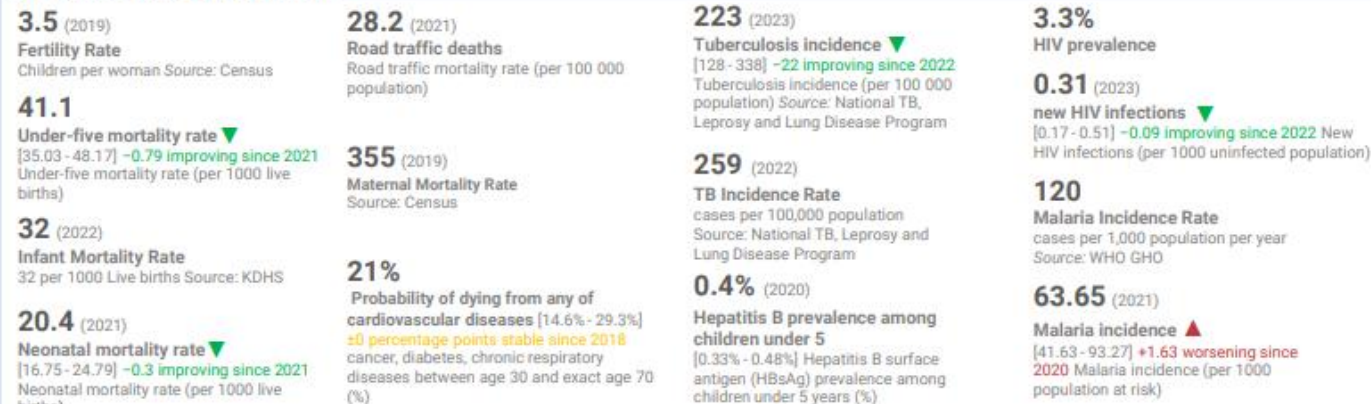 3.5 (2019)
Fertility Rate
Children per woman Source: Census
41.1
Under-five mortality rate ▼
[35.03 - 48.17] −0.79 improving since 2021
Under-five mortality rate (per 1000 live
births)
32 (2022)
Infant Mortality Rate
32 per 1000 Live births Source: KDHS
20.4 (2021)
Neonatal mortality rate ▼
[16.75 - 24.79] −0.3 improving since 2021
Neonatal mortality rate (per 1000 live
28.2 (2021)
Road traffic deaths
Road traffic mortality rate (per 100 000
population)
355 (2019)
Maternal Mortality Rate
Source: Census
21%
Probability of dying from any of
cardiovascular diseases [14.6% - 29.3%]
±0 percentage points stable since 2018
cancer, diabetes, chronic respiratory
diseases between age 30 and exact age 70
(%)
223 (2023)
Tuberculosis incidence ▼
[128 - 338] −22 improving since 2022
Tuberculosis incidence (per 100 000
population) Source: National TB,
Leprosy and Lung Disease Program
259 (2022)
TB Incidence Rate
cases per 100,000 population
Source: National TB, Leprosy and
Lung Disease Program
0.4% (2020)
Hepatitis B prevalence among
children under 5
[0.33% - 0.48%] Hepatitis B surface
antigen (HBsAg) prevalence among
children under 5 years (%)
3.3%
HIV prevalence
0.31 (2023)
new HIV infections ▼
[0.17 - 0.51] −0.09 improving since 2022 New
HIV infections (per 1000 uninfected population)
120
Malaria Incidence Rate
cases per 1,000 population per year
Source: WHO GHO
63.65 (2021)
Malaria incidence ▲
[41.63 - 93.27] +1.63 worsening since
2020 Malaria incidence (per 1000
population at risk)